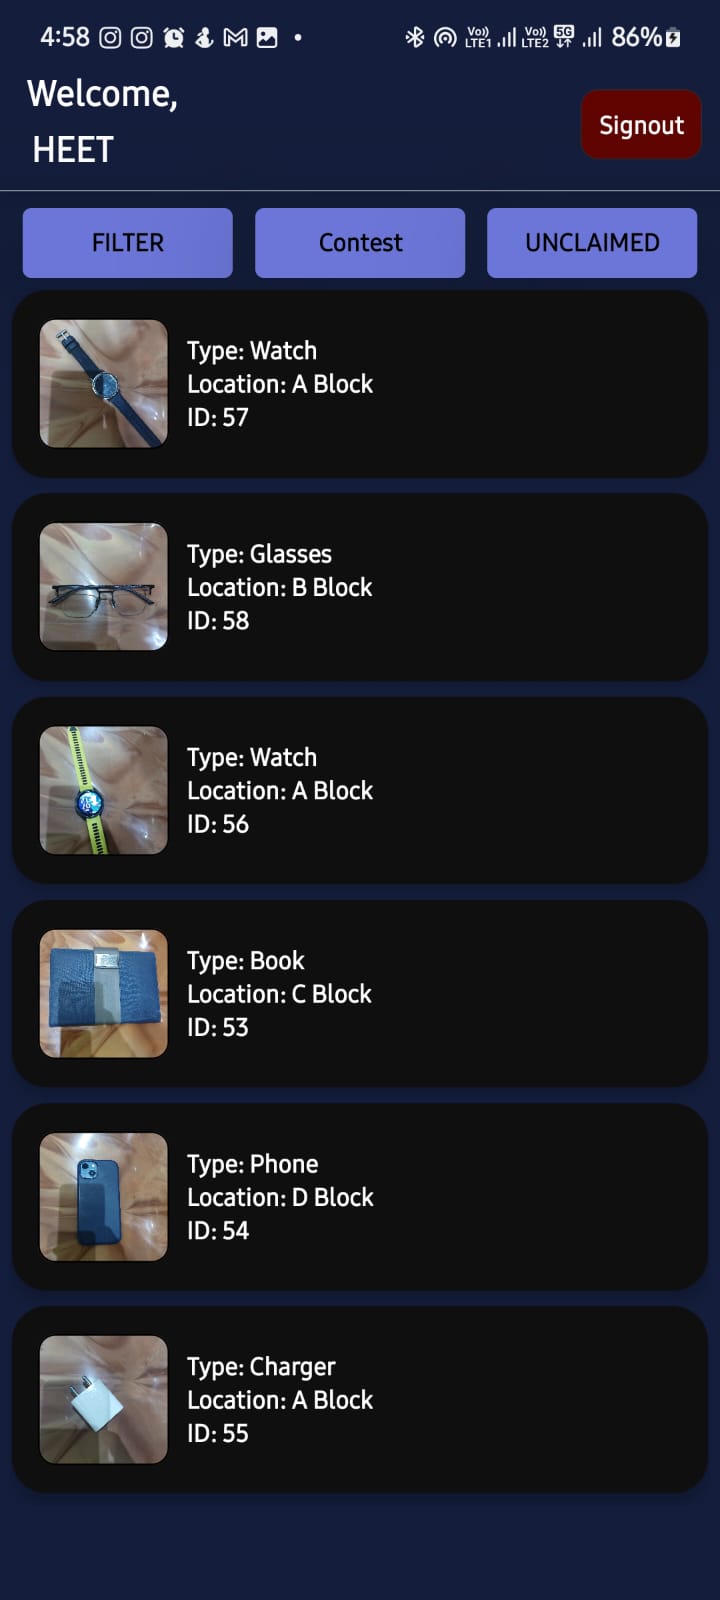 4:58 Vo)) LTE1 Vo)) LTE2 5G 86%
Welcome,
HEET
Signout
FILTER
Contest
UNCLAIMED
Type: Watch
Location: A Block
ID: 57
Type: Glasses
Location: B Block
ID: 58
Type: Watch
Location: A Block
ID: 56
Type: Book
Location: C Block
ID: 53
Type: Phone
Location: D Block
ID: 54
Type: Charger
Location: A Block
ID: 55